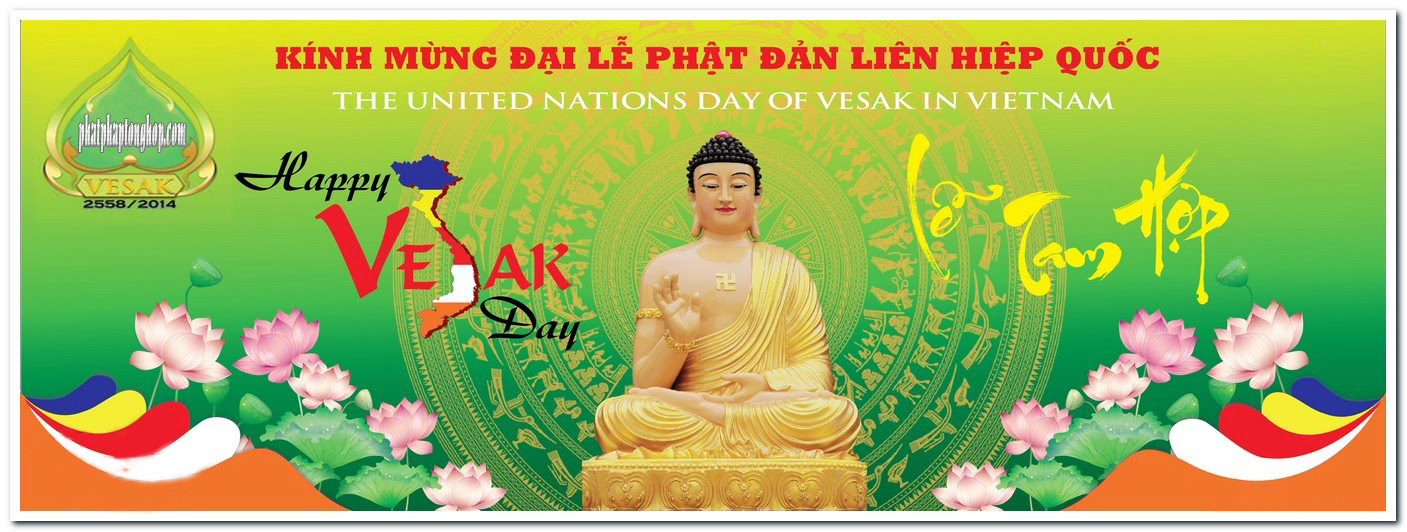 KÍNH MỪNG ĐẠI LỄ PHẬT ĐẢN LIÊN HIỆP QUỐC
THE UNITED NATIONS DAY OF VESAK IN VIETNAM
phatphaptonghop.com
VESAK
2558/2014
Happy
VESAK
Day
Lễ Tam Hợp